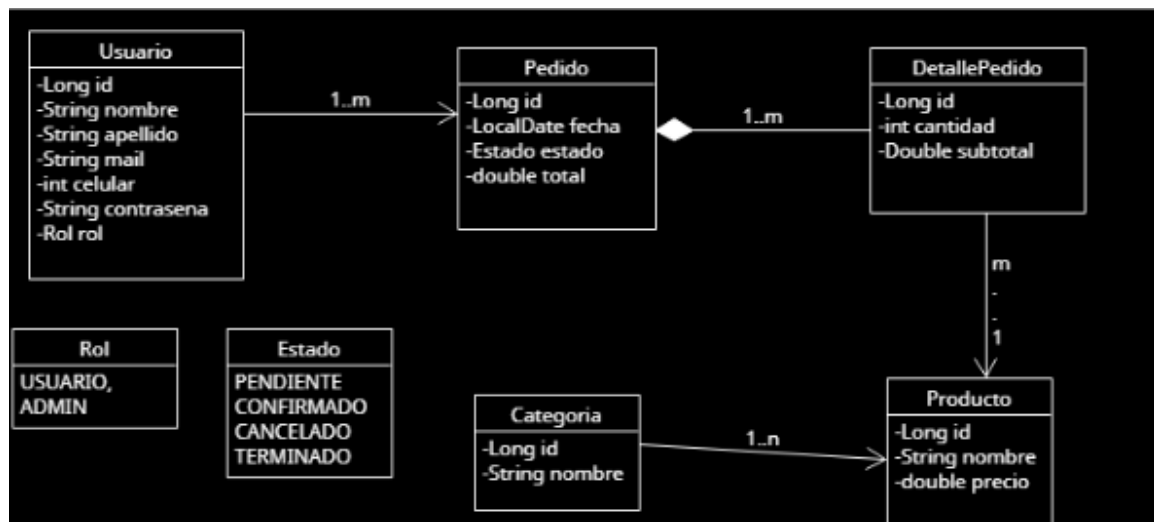 Usuario
-Long id
-String nombre
-String apellido
-String mail
-int celular
-String contrasena
-Rol rol
1..m
Pedido
-Long id
-LocalDate fecha
-Estado estado
-double total
1..m
DetallePedido
-Long id
-int cantidad
-Double subtotal
m
.
.
1
Rol
USUARIO,
ADMIN
Estado
PENDIENTE
CONFIRMADO
CANCELADO
TERMINADO
Categoria
-Long id
-String nombre
1..n
Producto
-Long id
-String nombre
-double precio